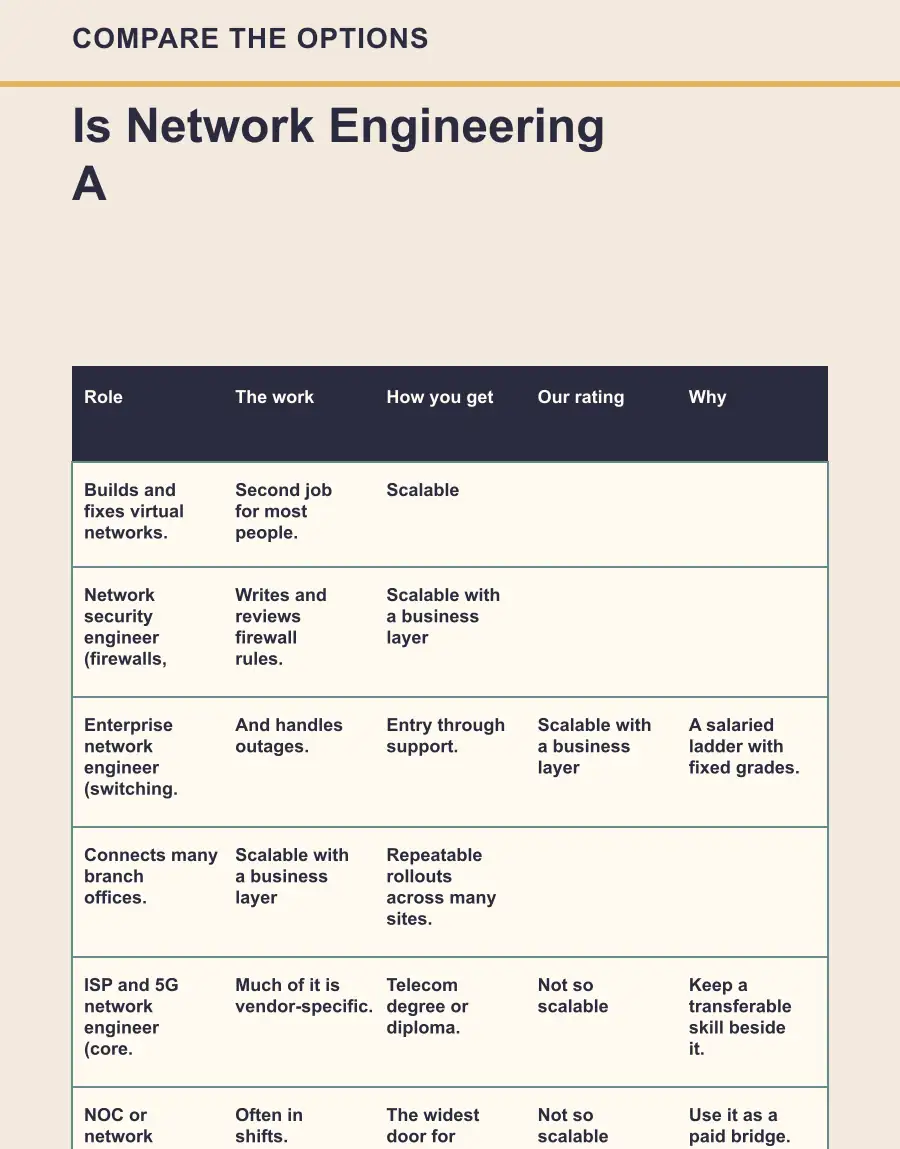 COMPARE THE OPTIONS
Is Network Engineering
A
Role The work How you get Our rating Why
Builds and Second job Scalable
fixes virtual for most
networks. people.
Network Writes and Scalable with
security reviews a business
engineer firewall layer
(firewalls, rules.
Enterprise And handles Entry through Scalable with A salaried
network outages. support. a business ladder with
engineer layer fixed grades.
(switching.
Connects many Scalable with Repeatable
branch a business rollouts
offices. layer across many
sites.
ISP and 5G Much of it is Telecom Not so Keep a
network vendor-specific. degree or scalable transferable
engineer diploma. skill beside
(core. it.
NOC or Often in The widest Not so Use it as a
network shifts. door for scalable paid bridge.